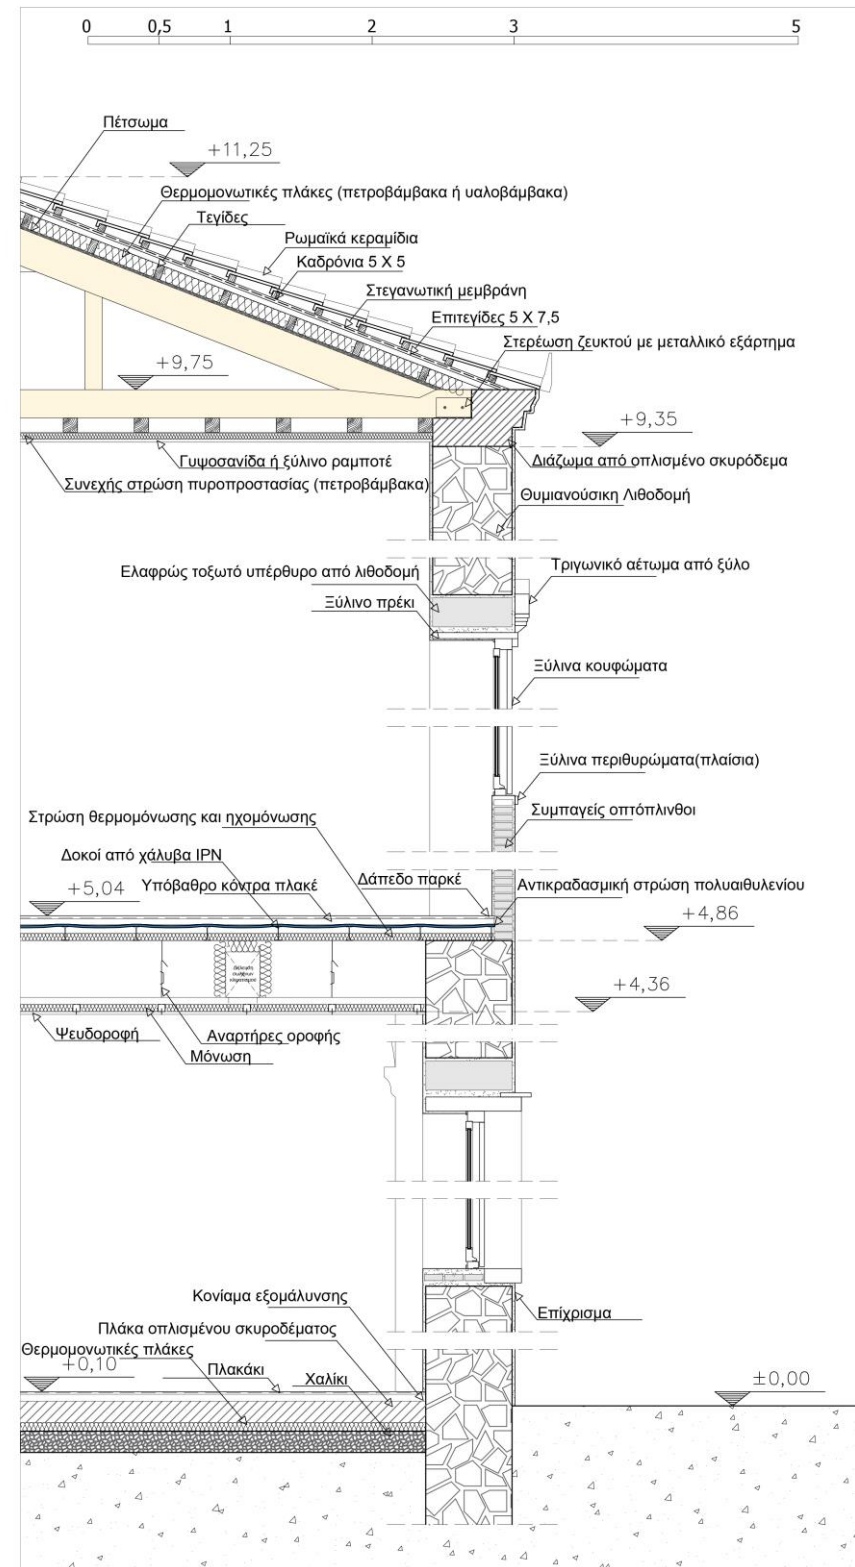 0 0,5 1 2 3 5
Πέτσωμα
+11,25
Θερμομονωτικές πλάκες (πετροβάμβακα ή υαλοβάμβακα)
Τεγίδες
Ρωμαϊκά κεραμίδια
Καδρόνια 5 X 5
Στεγανωτική μεμβράνη
Επιτεγίδες 5 X 7,5
Στερέωση ζευκτού με μεταλλικό εξάρτημα
+9,75
+9,35
Γυψοσανίδα ή ξύλινο ραμποτέ
Διάζωμα από οπλισμένο σκυρόδεμα
Συνεχής στρώση πυροπροστασίας (πετροβάμβακα)
Θυμιανούσικη Λιθοδομή
Ελαφρώς τοξωτό υπέρθυρο από λιθοδομή
Τριγωνικό αέτωμα από ξύλο
Ξύλινο πρέκι
Ξύλινα κουφώματα
Ξύλινα περιθυρώματα(πλαίσια)
Στρώση θερμομόνωσης και ηχομόνωσης
Συμπαγείς οπτόπλινθοι
Δοκοί από χάλυβα IPN
+5,04
Υπόβαθρο κόντρα πλακέ
Δάπεδο παρκέ
Αντικραδασμική στρώση πολυαιθυλενίου
+4,86
+4,36
Ψευδοροφή
Αναρτήρες οροφής
Μόνωση
Κονίαμα εξομάλυνσης
Επίχρισμα
Πλάκα οπλισμένου σκυροδέματος
Θερμομονωτικές πλάκες
+0,10
Πλακάκι
Χαλίκι
±0,00